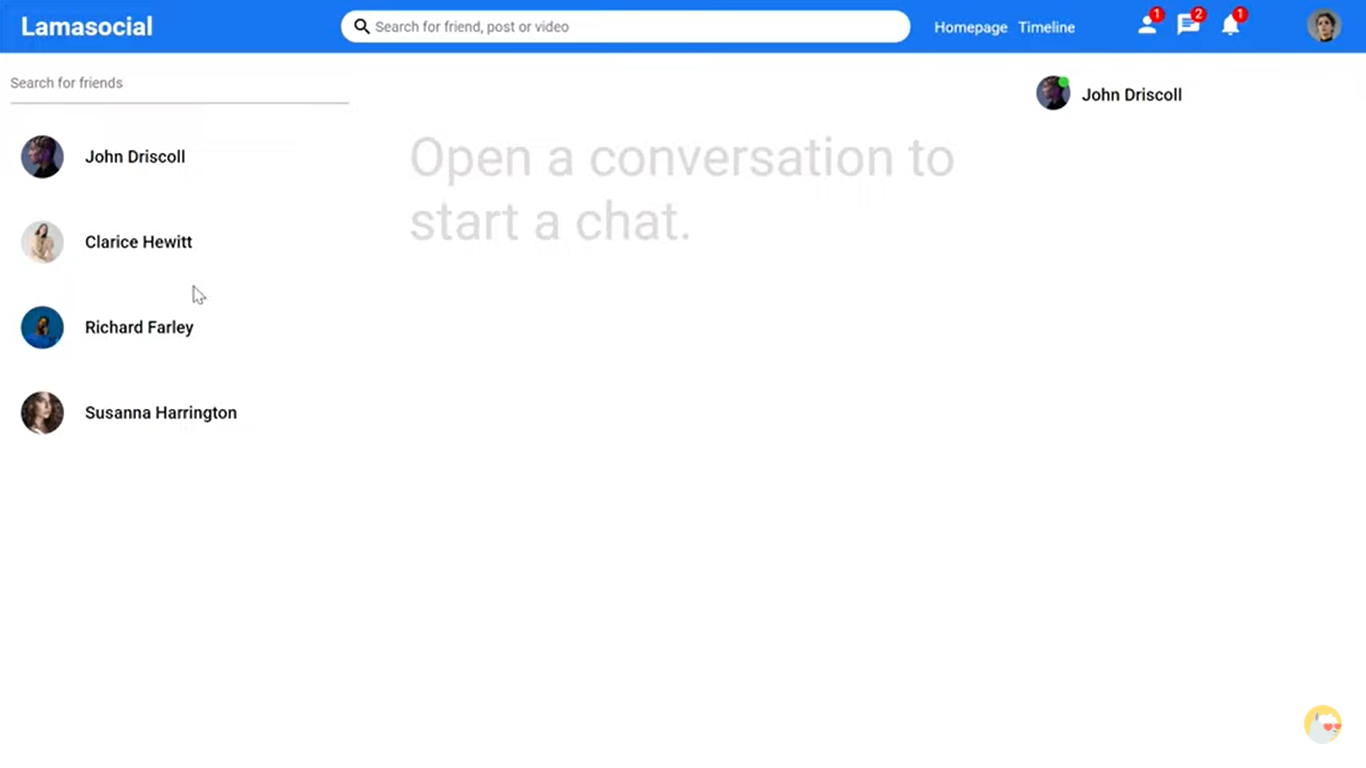 Lamasocial
Search for friend, post or video
Homepage Timeline
1
2
1
Search for friends
John Driscoll
Clarice Hewitt
Richard Farley
Susanna Harrington
Open a conversation to
start a chat.
John Driscoll